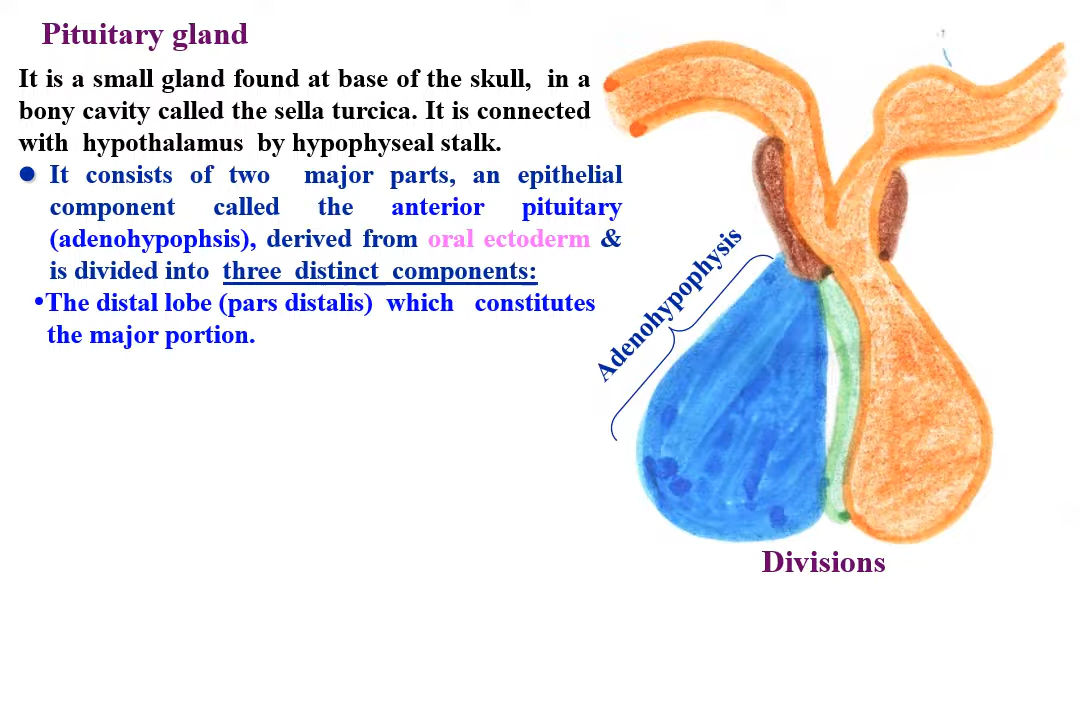 Pituitary gland
It is a small gland found at base of the skull, in a
bony cavity called the sella turcica. It is connected
with hypothalamus by hypophyseal stalk.
● It consists of two major parts, an epithelial
component called the anterior pituitary
(adenohypophsis), derived from oral ectoderm &
is divided into three distinct components:
•The distal lobe (pars distalis) which constitutes
the major portion.
Adenohypophysis
Divisions